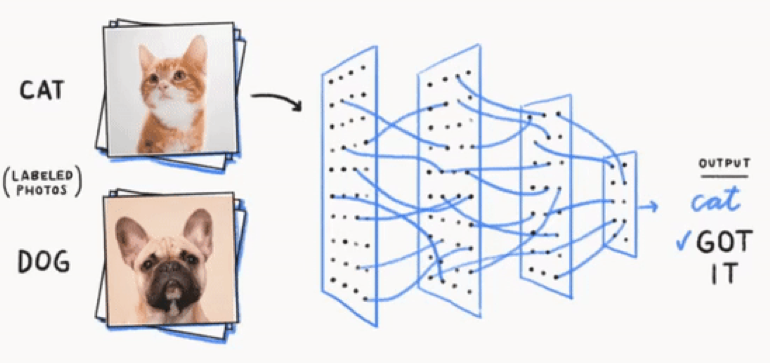 CAT
(LABELED
PHOTOS)
DOG
OUTPUT
cat
✓GOT
IT